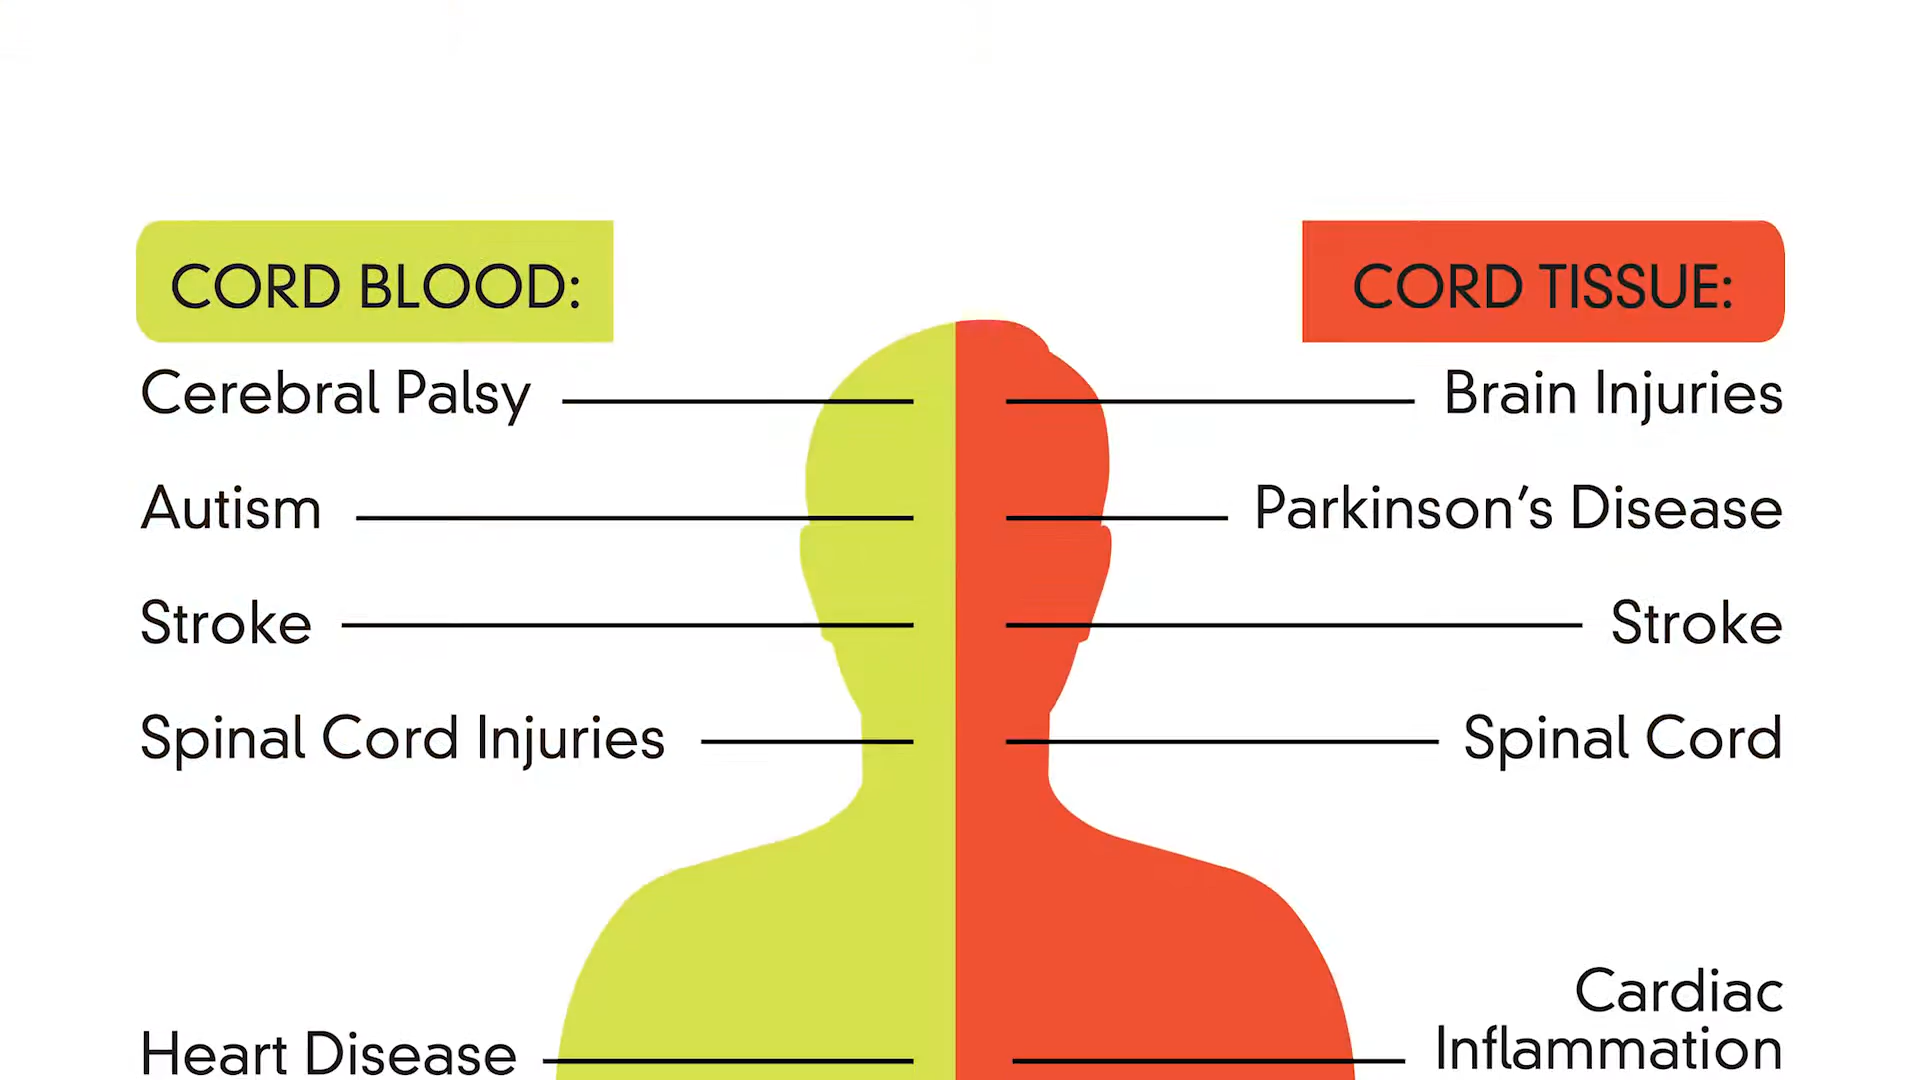 CORD BLOOD:
Cerebral Palsy
Autism
Stroke
Spinal Cord Injuries
Heart Disease
CORD TISSUE:
Brain Injuries
Parkinson’s Disease
Stroke
Spinal Cord
Cardiac
Inflammation